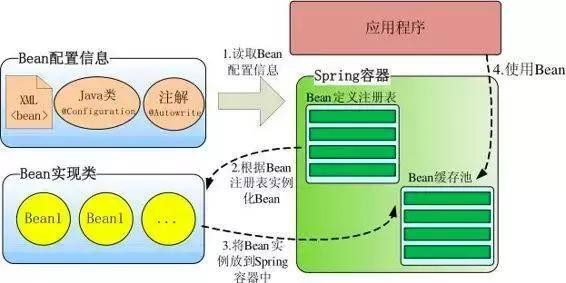 应用程序
Bean配置信息
XML
<bean>
Java类
@Configuration
注解
@Autowrite
1.读取Bean
配置信息
Spring容器
4.使用Bean
Bean定义注册表
Bean实现类
2.根据Bean
注册表实例
化Bean
Bean缓存池
Bean1
Bean1
...
3.将Bean实
例放到Spring
容器中